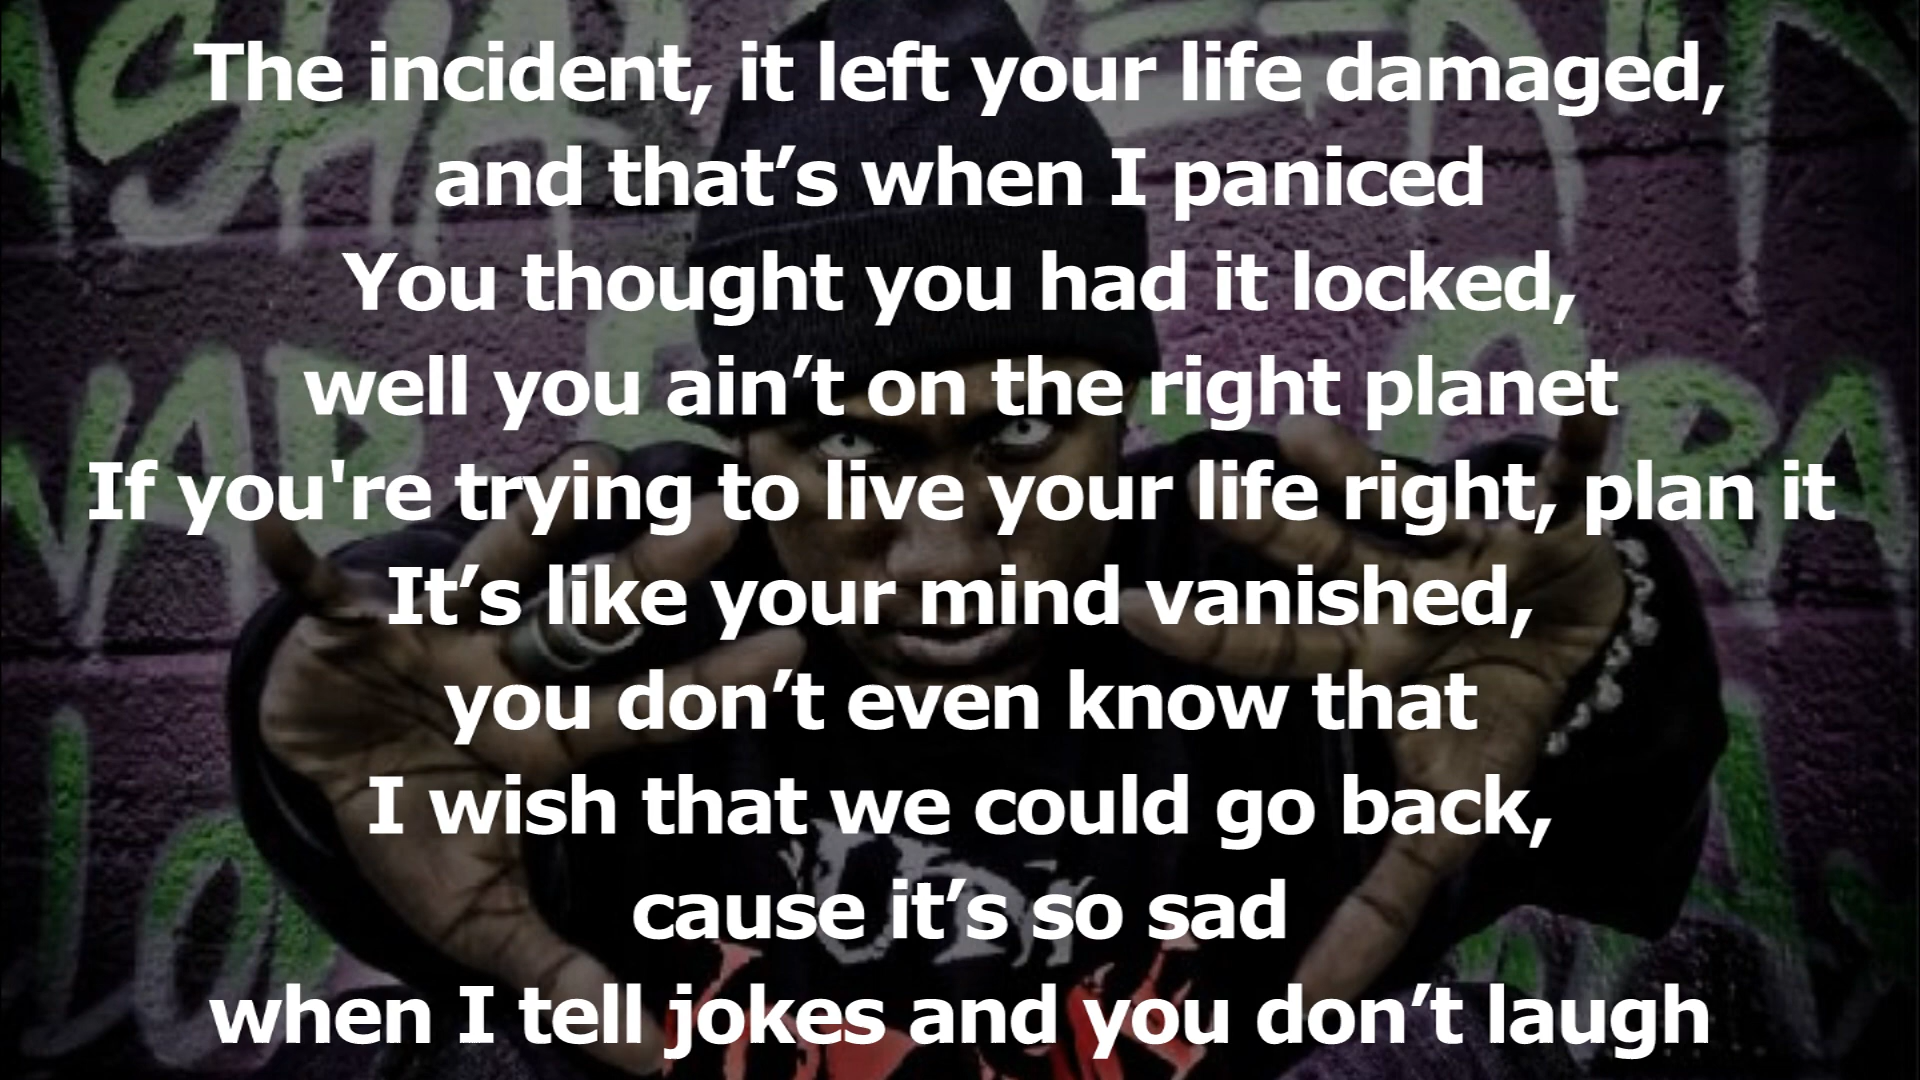 The incident, it left your life damaged,
and that’s when I paniced
You thought you had it locked,
well you ain’t on the right planet
If you're trying to live your life right, plan it
It’s like your mind vanished,
you don’t even know that
I wish that we could go back,
cause it’s so sad
when I tell jokes and you don’t laugh